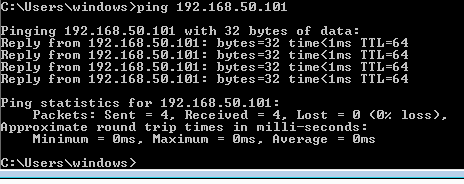 C:\Users\windows>ping 192.168.50.101
Pinging 192.168.50.101 with 32 bytes of data:
Reply from 192.168.50.101: bytes=32 time<1ms TTL=64
Reply from 192.168.50.101: bytes=32 time<1ms TTL=64
Reply from 192.168.50.101: bytes=32 time<1ms TTL=64
Reply from 192.168.50.101: bytes=32 time<1ms TTL=64
Ping statistics for 192.168.50.101:
    Packets: Sent = 4, Received = 4, Lost = 0 (0% loss),
Approximate round trip times in milli-seconds:
    Minimum = 0ms, Maximum = 0ms, Average = 0ms
C:\Users\windows>